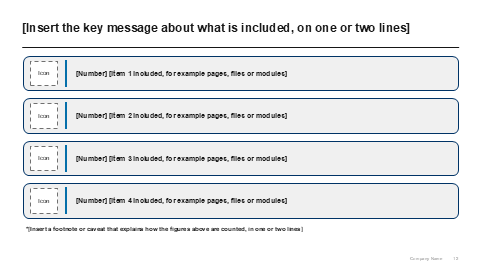 [Insert the key message about what is included, on one or two lines]
Icon
[Number] [Item 1 included, for example pages, files or modules]
Icon
[Number] [Item 2 included, for example pages, files or modules]
Icon
[Number] [Item 3 included, for example pages, files or modules]
Icon
[Number] [Item 4 included, for example pages, files or modules]
*[Insert a footnote or caveat that explains how the figures above are counted, in one or two lines]
Company Name